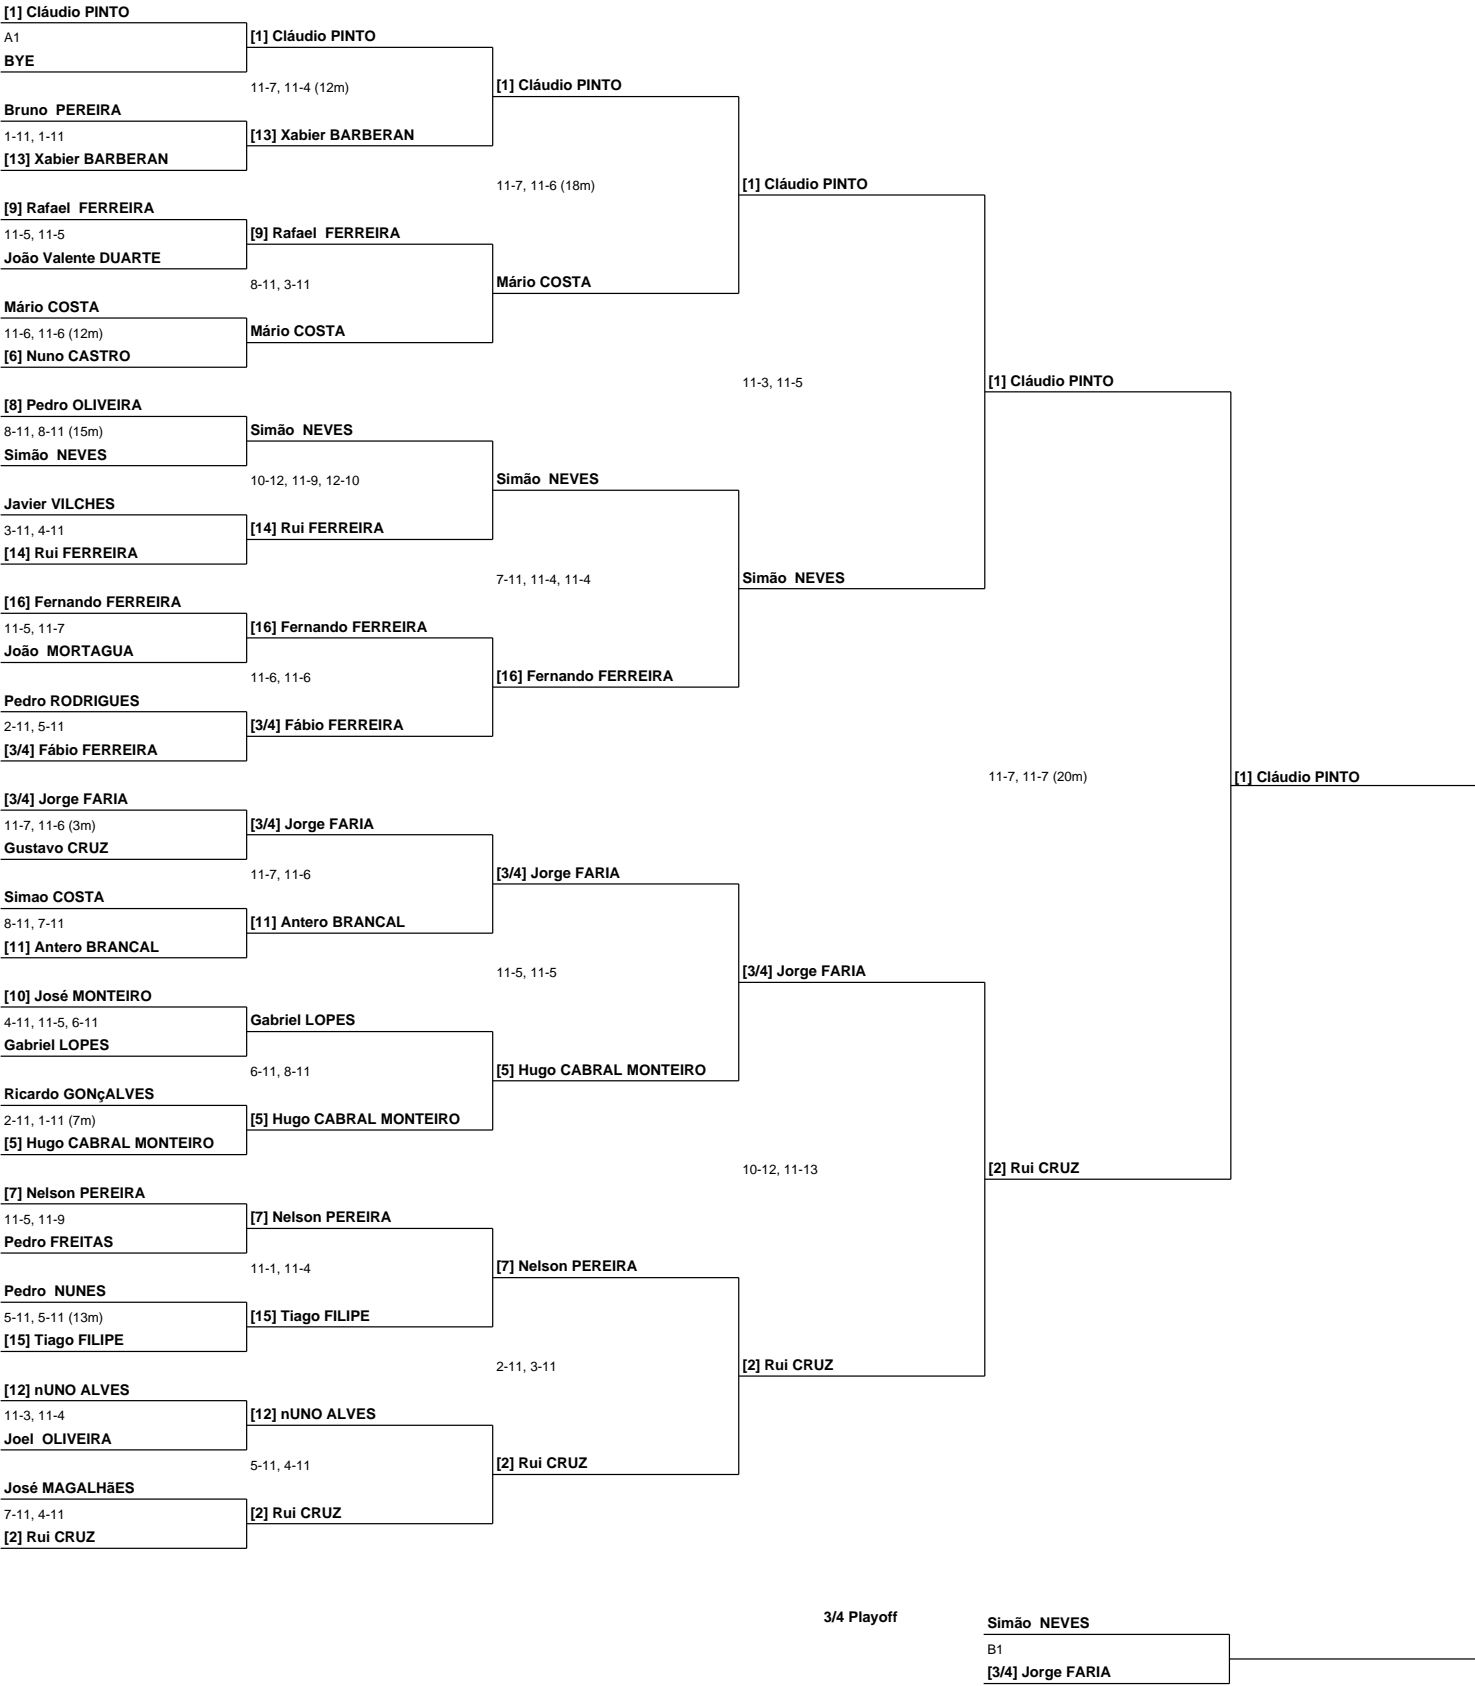 [1] Cláudio PINTO
A1
BYE
Bruno  PEREIRA
1-11, 1-11
[13] Xabier BARBERAN
[9] Rafael  FERREIRA
11-5, 11-5
João Valente DUARTE
Mário COSTA
11-6, 11-6 (12m)
[6] Nuno CASTRO
[8] Pedro OLIVEIRA
8-11, 8-11 (15m)
Simão  NEVES
Javier VILCHES
3-11, 4-11
[14] Rui FERREIRA
[16] Fernando FERREIRA
11-5, 11-7
João  MORTAGUA
Pedro RODRIGUES
2-11, 5-11
[3/4] Fábio FERREIRA
[3/4] Jorge FARIA
11-7, 11-6 (3m)
Gustavo CRUZ
Simao COSTA
8-11, 7-11
[11] Antero BRANCAL
[10] José MONTEIRO
4-11, 11-5, 6-11
Gabriel LOPES
Ricardo GONçALVES
2-11, 1-11 (7m)
[5] Hugo CABRAL MONTEIRO
[7] Nelson PEREIRA
11-5, 11-9
Pedro FREITAS
Pedro  NUNES
5-11, 5-11 (13m)
[15] Tiago FILIPE
[12] nUNO ALVES
11-3, 11-4
Joel  OLIVEIRA
José MAGALHãES
7-11, 4-11
[2] Rui CRUZ
[1] Cláudio PINTO
11-7, 11-4 (12m)
[13] Xabier BARBERAN
[9] Rafael  FERREIRA
8-11, 3-11
Mário COSTA
Simão  NEVES
10-12, 11-9, 12-10
[14] Rui FERREIRA
[16] Fernando FERREIRA
11-6, 11-6
[3/4] Fábio FERREIRA
[3/4] Jorge FARIA
11-7, 11-6
[11] Antero BRANCAL
Gabriel LOPES
6-11, 8-11
[5] Hugo CABRAL MONTEIRO
[7] Nelson PEREIRA
11-1, 11-4
[15] Tiago FILIPE
[12] nUNO ALVES
5-11, 4-11
[2] Rui CRUZ
[1] Cláudio PINTO
11-7, 11-6 (18m)
Mário COSTA
Simão  NEVES
7-11, 11-4, 11-4
[16] Fernando FERREIRA
[3/4] Jorge FARIA
11-5, 11-5
[5] Hugo CABRAL MONTEIRO
[7] Nelson PEREIRA
2-11, 3-11
[2] Rui CRUZ
[1] Cláudio PINTO
11-3, 11-5
Simão  NEVES
[3/4] Jorge FARIA
10-12, 11-13
[2] Rui CRUZ
[1] Cláudio PINTO
11-7, 11-7 (20m)
[2] Rui CRUZ
[1] Cláudio PINTO
3/4 Playoff
Simão  NEVES
B1
[3/4] Jorge FARIA